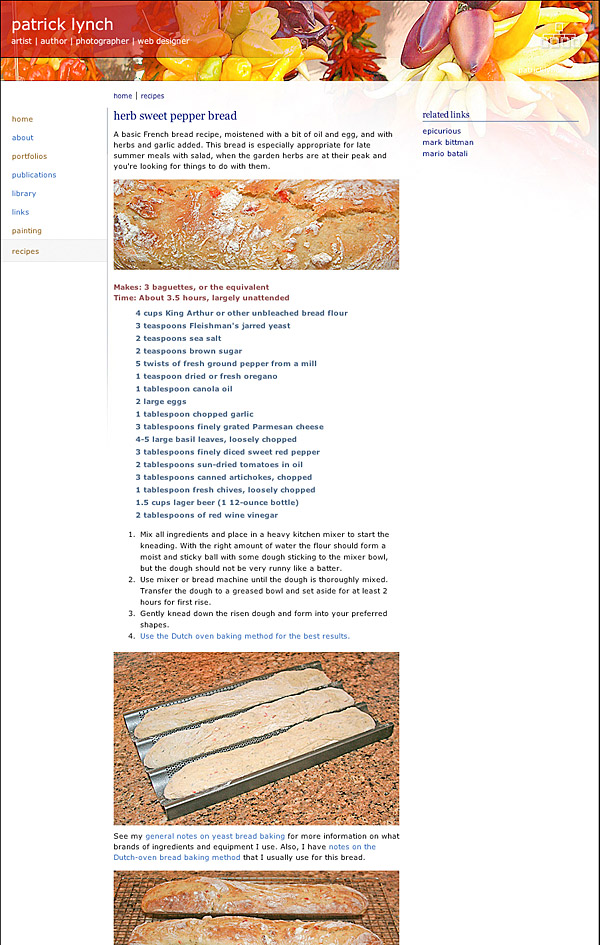 patrick lynch
artist | author | photographer | web designer
home | recipes
home
about
portfolios
publications
library
links
painting
recipes
herb sweet pepper bread
A basic French bread recipe, moistened with a bit of oil and egg, and with
herbs and garlic added. This bread is especially appropriate for late
summer meals with salad, when the garden herbs are at their peak and
you're looking for things to do with them.
Makes: 3 baguettes, or the equivalent
Time: About 3.5 hours, largely unattended
4 cups King Arthur or other unbleached bread flour
3 teaspoons Fleishman's jarred yeast
2 teaspoons sea salt
2 teaspoons brown sugar
5 twists of fresh ground pepper from a mill
1 teaspoon dried or fresh oregano
1 tablespoon canola oil
2 large eggs
1 tablespoon chopped garlic
3 tablespoons finely grated Parmesan cheese
4-5 large basil leaves, loosely chopped
3 tablespoons finely diced sweet red pepper
2 tablespoons sun-dried tomatoes in oil
3 tablespoons canned artichokes, chopped
1 tablespoon fresh chives, loosely chopped
1.5 cups lager beer (1 12-ounce bottle)
2 tablespoons of red wine vinegar
1. Mix all ingredients and place in a heavy kitchen mixer to start the
kneading. With the right amount of water the flour should form a
moist and sticky ball with some dough sticking to the mixer bowl,
but the dough should not be very runny like a batter.
2. Use mixer or bread machine until the dough is thoroughly mixed.
Transfer the dough to a greased bowl and set aside for at least 2
hours for first rise.
3. Gently knead down the risen dough and form into your preferred
shapes.
4. Use the Dutch oven baking method for the best results.
See my general notes on yeast bread baking for more information on what
brands of ingredients and equipment I use. Also, I have notes on the
Dutch-oven bread baking method that I usually use for this bread.
related links
epicurious
mark bittman
mario batali